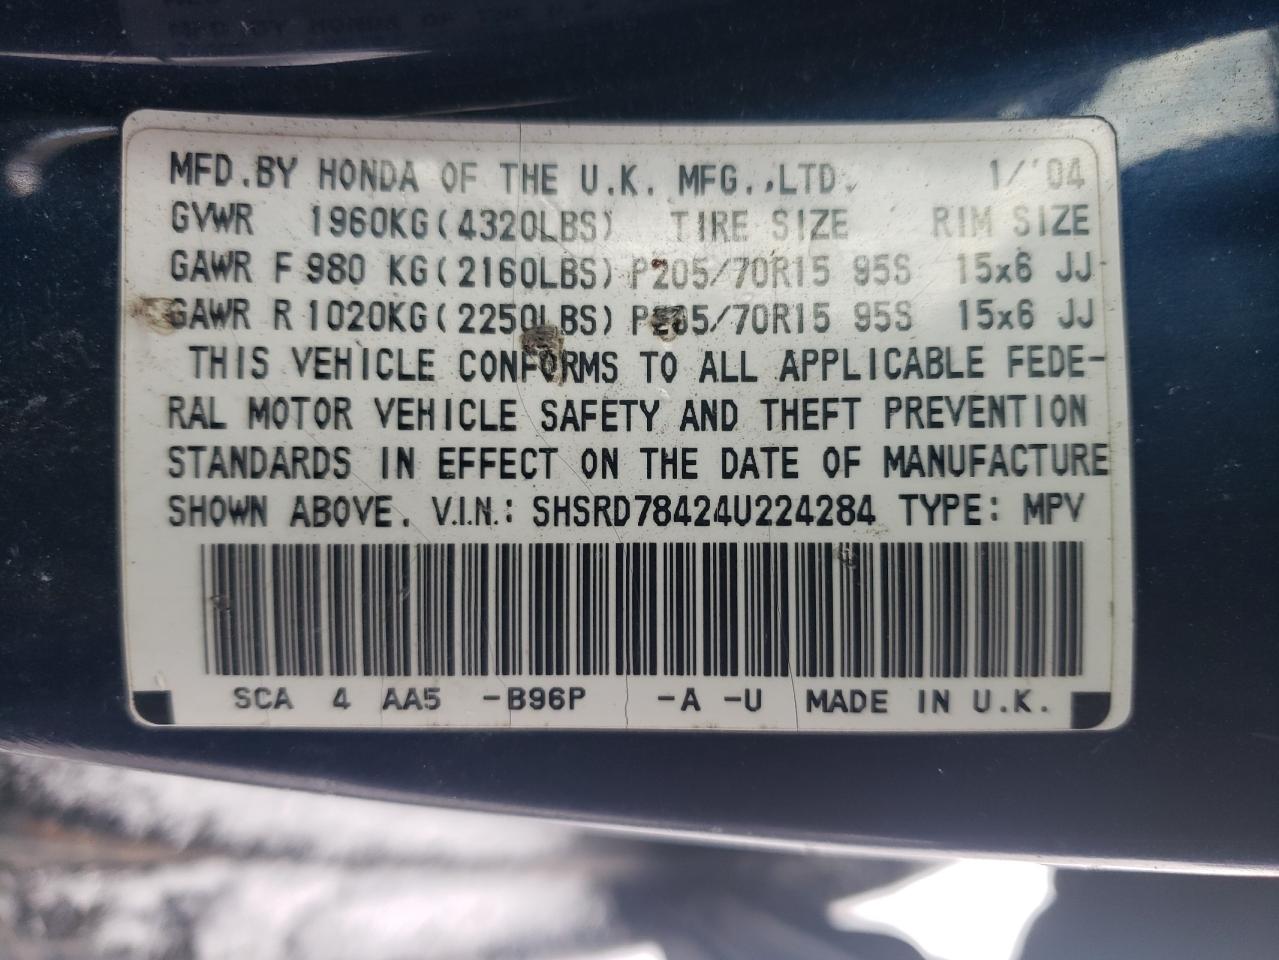 MFD.BY HONDA OF THE U.K. MFG.,LTD. 1/'04
GVWR 1960KG(4320LBS) TIRE SIZE RIM SIZE
GAWR F 980 KG(2160LBS) P205/70R15 95S 15x6 JJ
GAWR R 1020KG(2250LBS) P205/70R15 95S 15x6 JJ
THIS VEHICLE CONFORMS TO ALL APPLICABLE FEDE-
RAL MOTOR VEHICLE SAFETY AND THEFT PREVENTION
STANDARDS IN EFFECT ON THE DATE OF MANUFACTURE
SHOWN ABOVE. V.I.N.: SHSRD78424U224284 TYPE: MPV
SCA 4 AA5 -B96P -A -U MADE IN U.K.